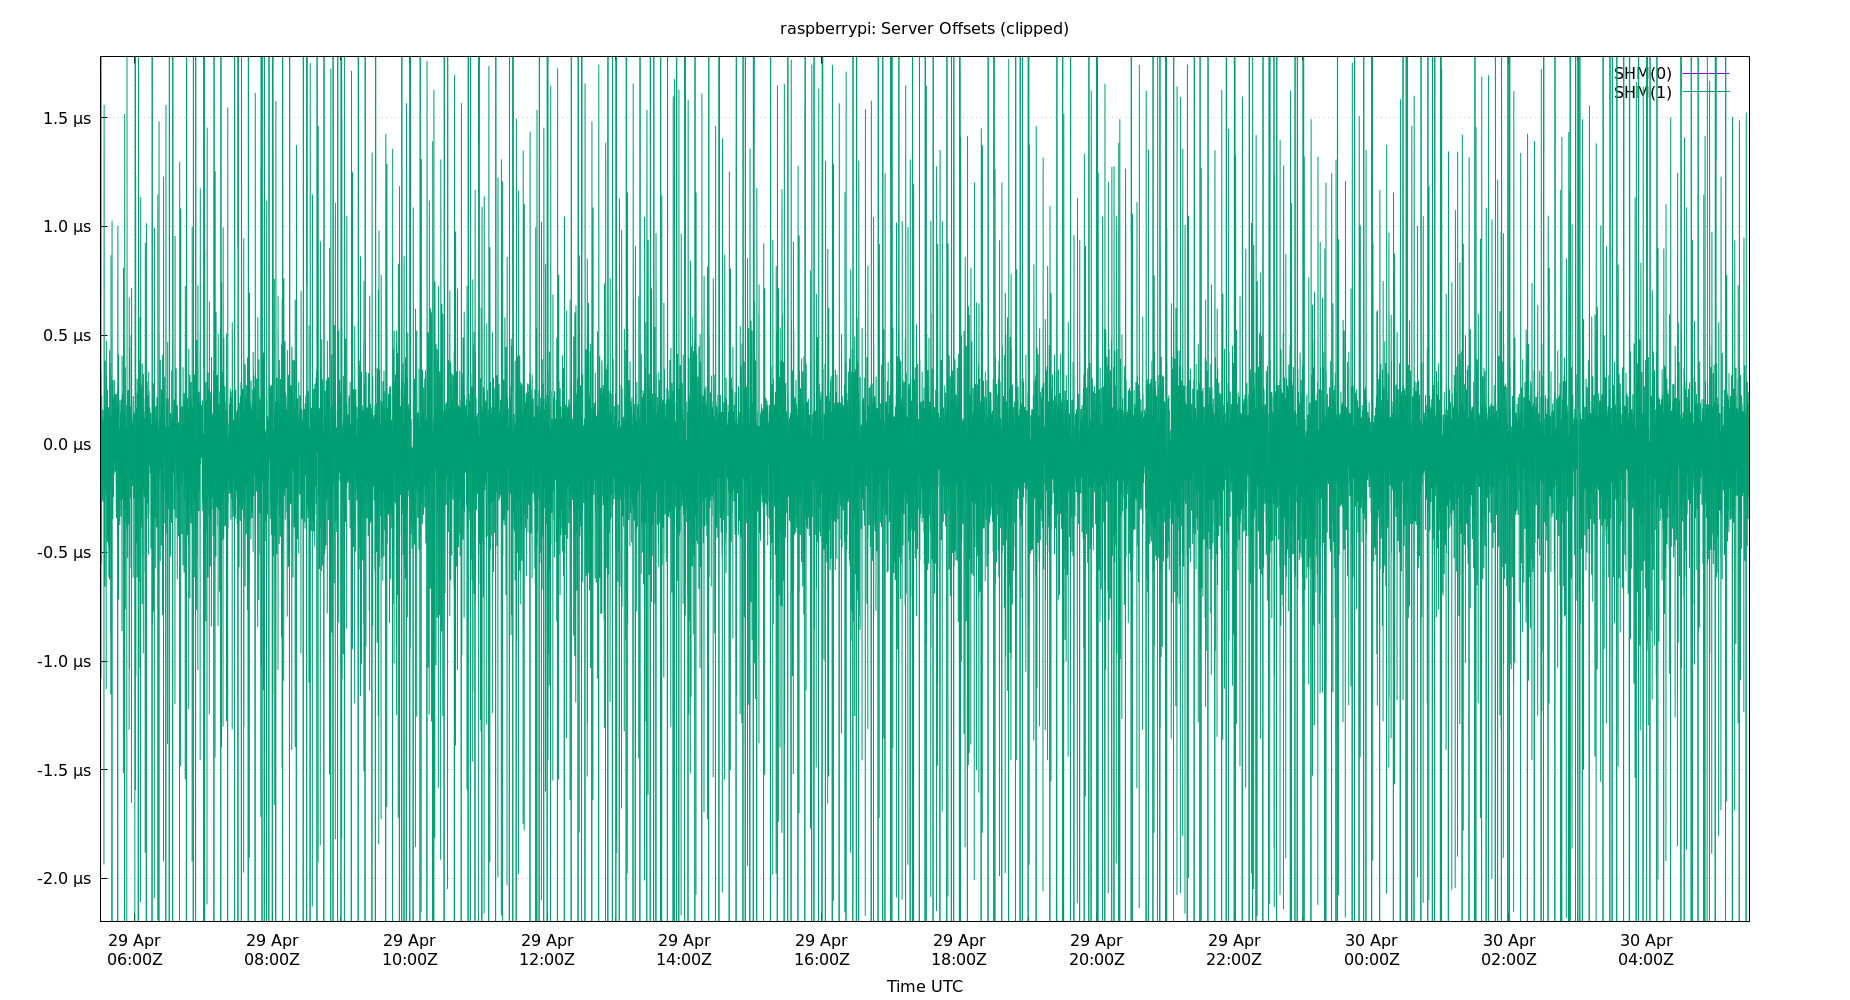 raspberrypi: Server Offsets (clipped)
SHM(0)
SHM(1)
1.5 μs
1.0 μs
0.5 μs
0.0 μs
-0.5 μs
-1.0 μs
-1.5 μs
-2.0 μs
29 Apr 29 Apr 29 Apr 29 Apr 29 Apr 29 Apr 29 Apr 29 Apr 29 Apr 30 Apr 30 Apr 30 Apr
06:00Z 08:00Z 10:00Z 12:00Z 14:00Z 16:00Z 18:00Z 20:00Z 22:00Z 00:00Z 02:00Z 04:00Z
Time UTC